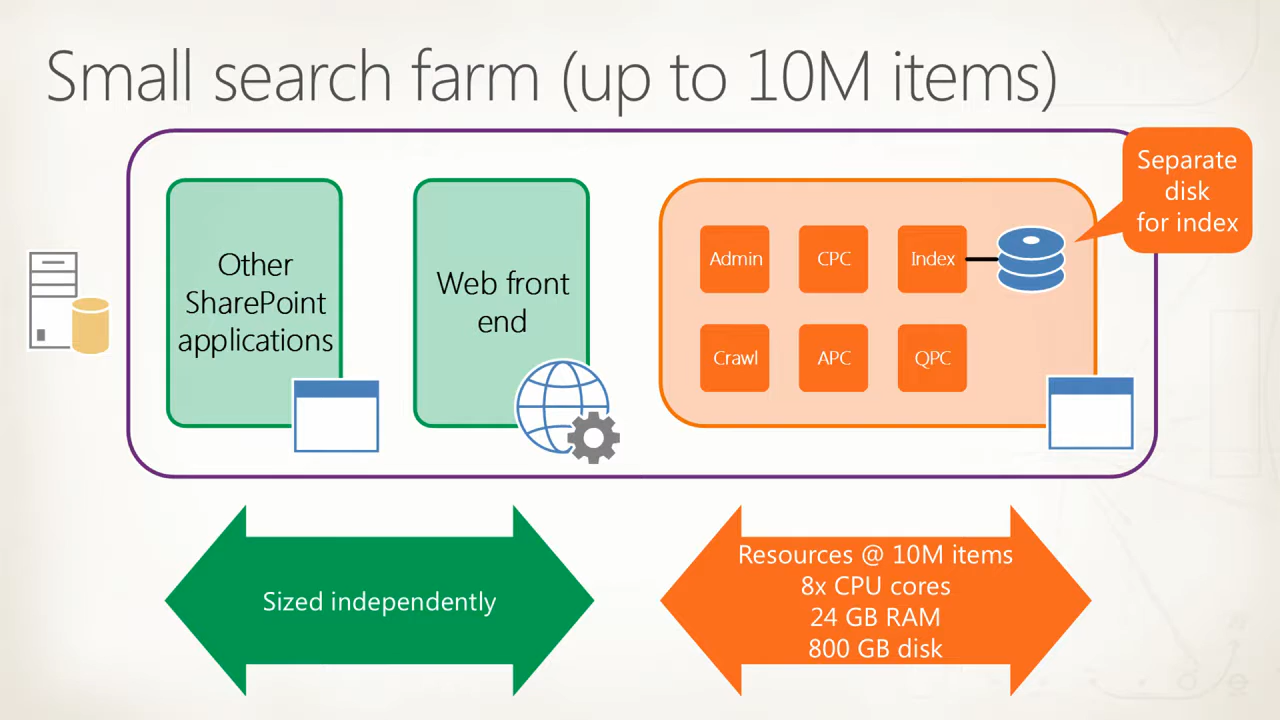 Small search farm (up to 10M items)
Separate
disk
for index
Other
SharePoint
applications
Web front
end
Admin
CPC
Index
Crawl
APC
QPC
Sized independently
Resources @ 10M items
8x CPU cores
24 GB RAM
800 GB disk